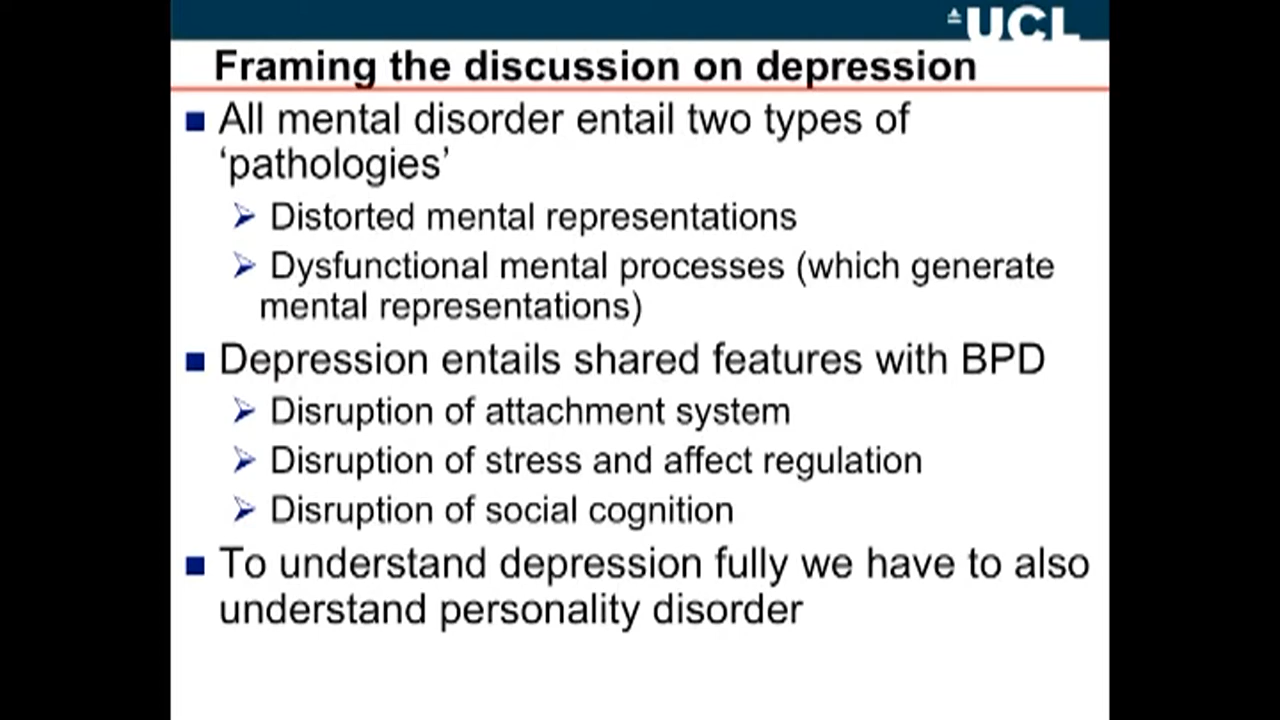 UCL
Framing the discussion on depression
All mental disorder entail two types of
‘pathologies’
Distorted mental representations
Dysfunctional mental processes (which generate
mental representations)
Depression entails shared features with BPD
Disruption of attachment system
Disruption of stress and affect regulation
Disruption of social cognition
To understand depression fully we have to also
understand personality disorder